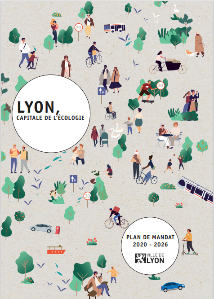 LYON,
CAPITALE DE L'ÉCOLOGIE
PLAN DE MANDAT
2020 - 2026
VILLE DE
LYON